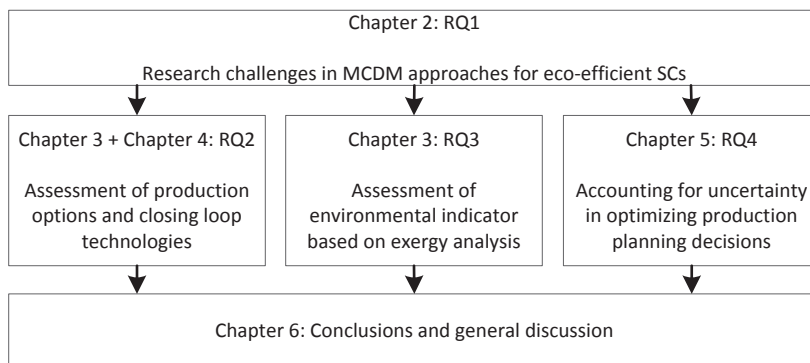 Chapter 2: RQ1
Research challenges in MCDM approaches for eco-efficient SCs
Chapter 3 + Chapter 4: RQ2
Assessment of production
options and closing loop
technologies
Chapter 3: RQ3
Assessment of
environmental indicator
based on exergy analysis
Chapter 5: RQ4
Accounting for uncertainty
in optimizing production
planning decisions
Chapter 6: Conclusions and general discussion